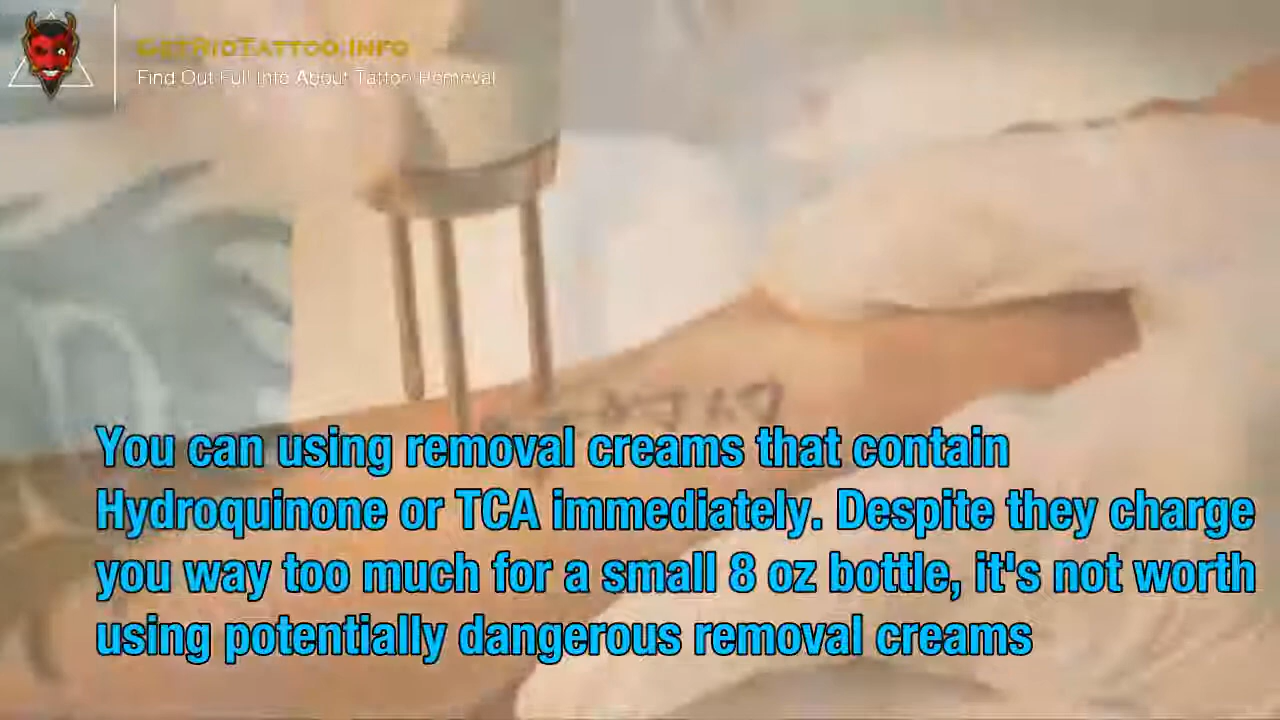 GetRidTattoo.Info
Find Out Full Info About Tattoo Removal
You can using removal creams that contain
Hydroquinone or TCA immediately. Despite they charge
you way too much for a small 8 oz bottle, it's not worth
using potentially dangerous removal creams